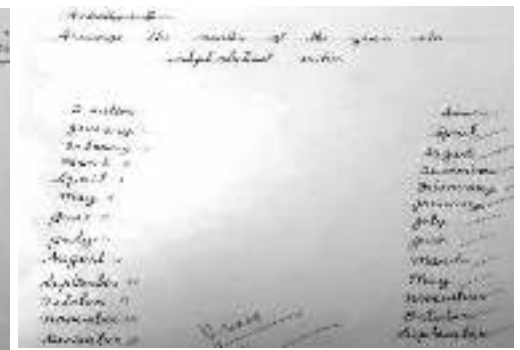 Arrange the months of the year into
alphabetical order
January
February
March
April
May
June
July
August
September
October
November
December
April
August
December
February
January
July
June
March
May
November
October
September